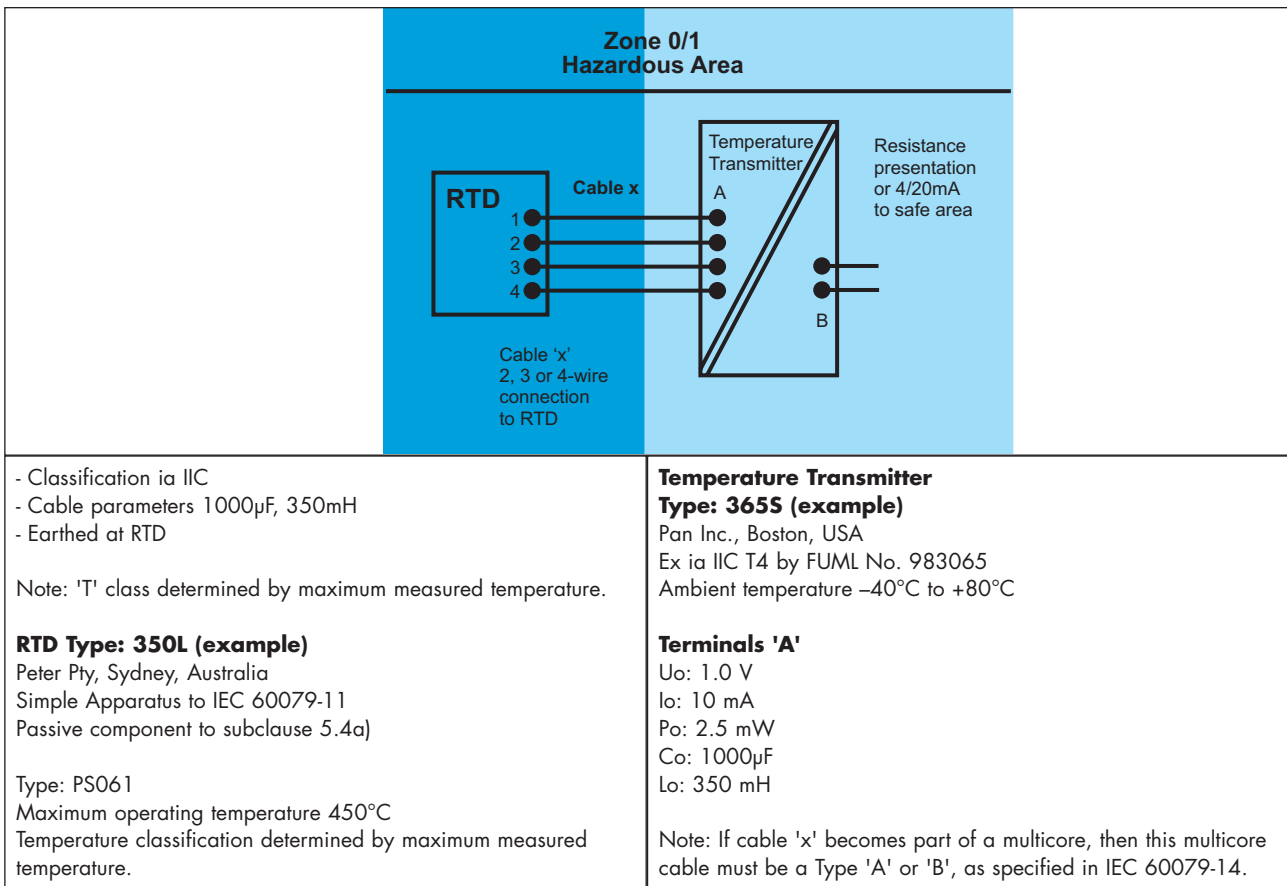 Zone 0/1
Hazardous Area
RTD
1
2
3
4
Cable x
Cable ‘x’
2, 3 or 4-wire
connection
to RTD
Temperature
Transmitter
A
B
Resistance
presentation
or 4/20mA
to safe area
- Classification ia IIC
- Cable parameters 1000µF, 350mH
- Earthed at RTD
Note: 'T' class determined by maximum measured temperature.
RTD Type: 350L (example)
Peter Pty, Sydney, Australia
Simple Apparatus to IEC 60079-11
Passive component to subclause 5.4a)
Type: PS061
Maximum operating temperature 450°C
Temperature classification determined by maximum measured
temperature.
Temperature Transmitter
Type: 365S (example)
Pan Inc., Boston, USA
Ex ia IIC T4 by FUML No. 983065
Ambient temperature –40°C to +80°C
Terminals 'A'
Uo: 1.0 V
Io: 10 mA
Po: 2.5 mW
Co: 1000µF
Lo: 350 mH
Note: If cable 'x' becomes part of a multicore, then this multicore
cable must be a Type 'A' or 'B', as specified in IEC 60079-14.